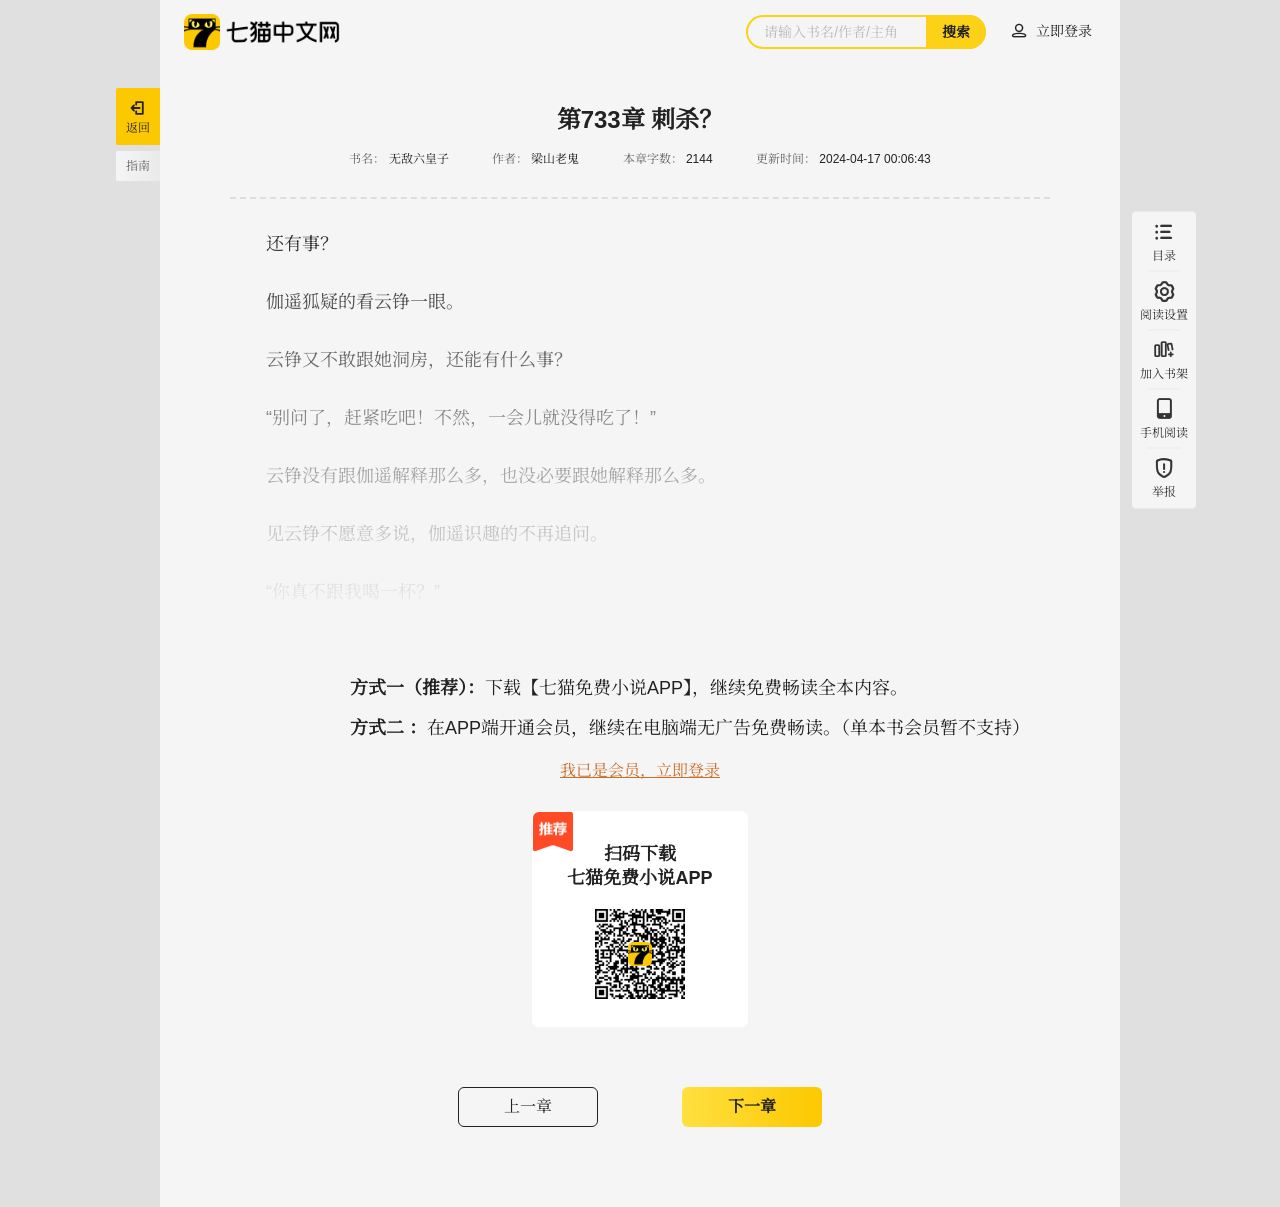 七猫中文网
请输入书名/作者/主角
搜索
立即登录
返回
指南
第733章 刺杀?
书名： 无敌六皇子 作者： 梁山老鬼 本章字数： 2144 更新时间： 2024-04-17 00:06:43
还有事?
伽遥狐疑的看云铮一眼。
云铮又不敢跟她洞房，还能有什么事?
“别问了，赶紧吃吧！不然，一会儿就没得吃了！”
云铮没有跟伽遥解释那么多，也没必要跟她解释那么多。
见云铮不愿意多说，伽遥识趣的不再追问。
“你真不跟我喝一杯？”
目录
阅读设置
加入书架
手机阅读
举报
方式一（推荐）：下载【七猫免费小说APP】，继续免费畅读全本内容。
方式二 ：在APP端开通会员，继续在电脑端无广告免费畅读。（单本书会员暂不支持）
我已是会员，立即登录
推荐
扫码下载
七猫免费小说APP
上一章
下一章